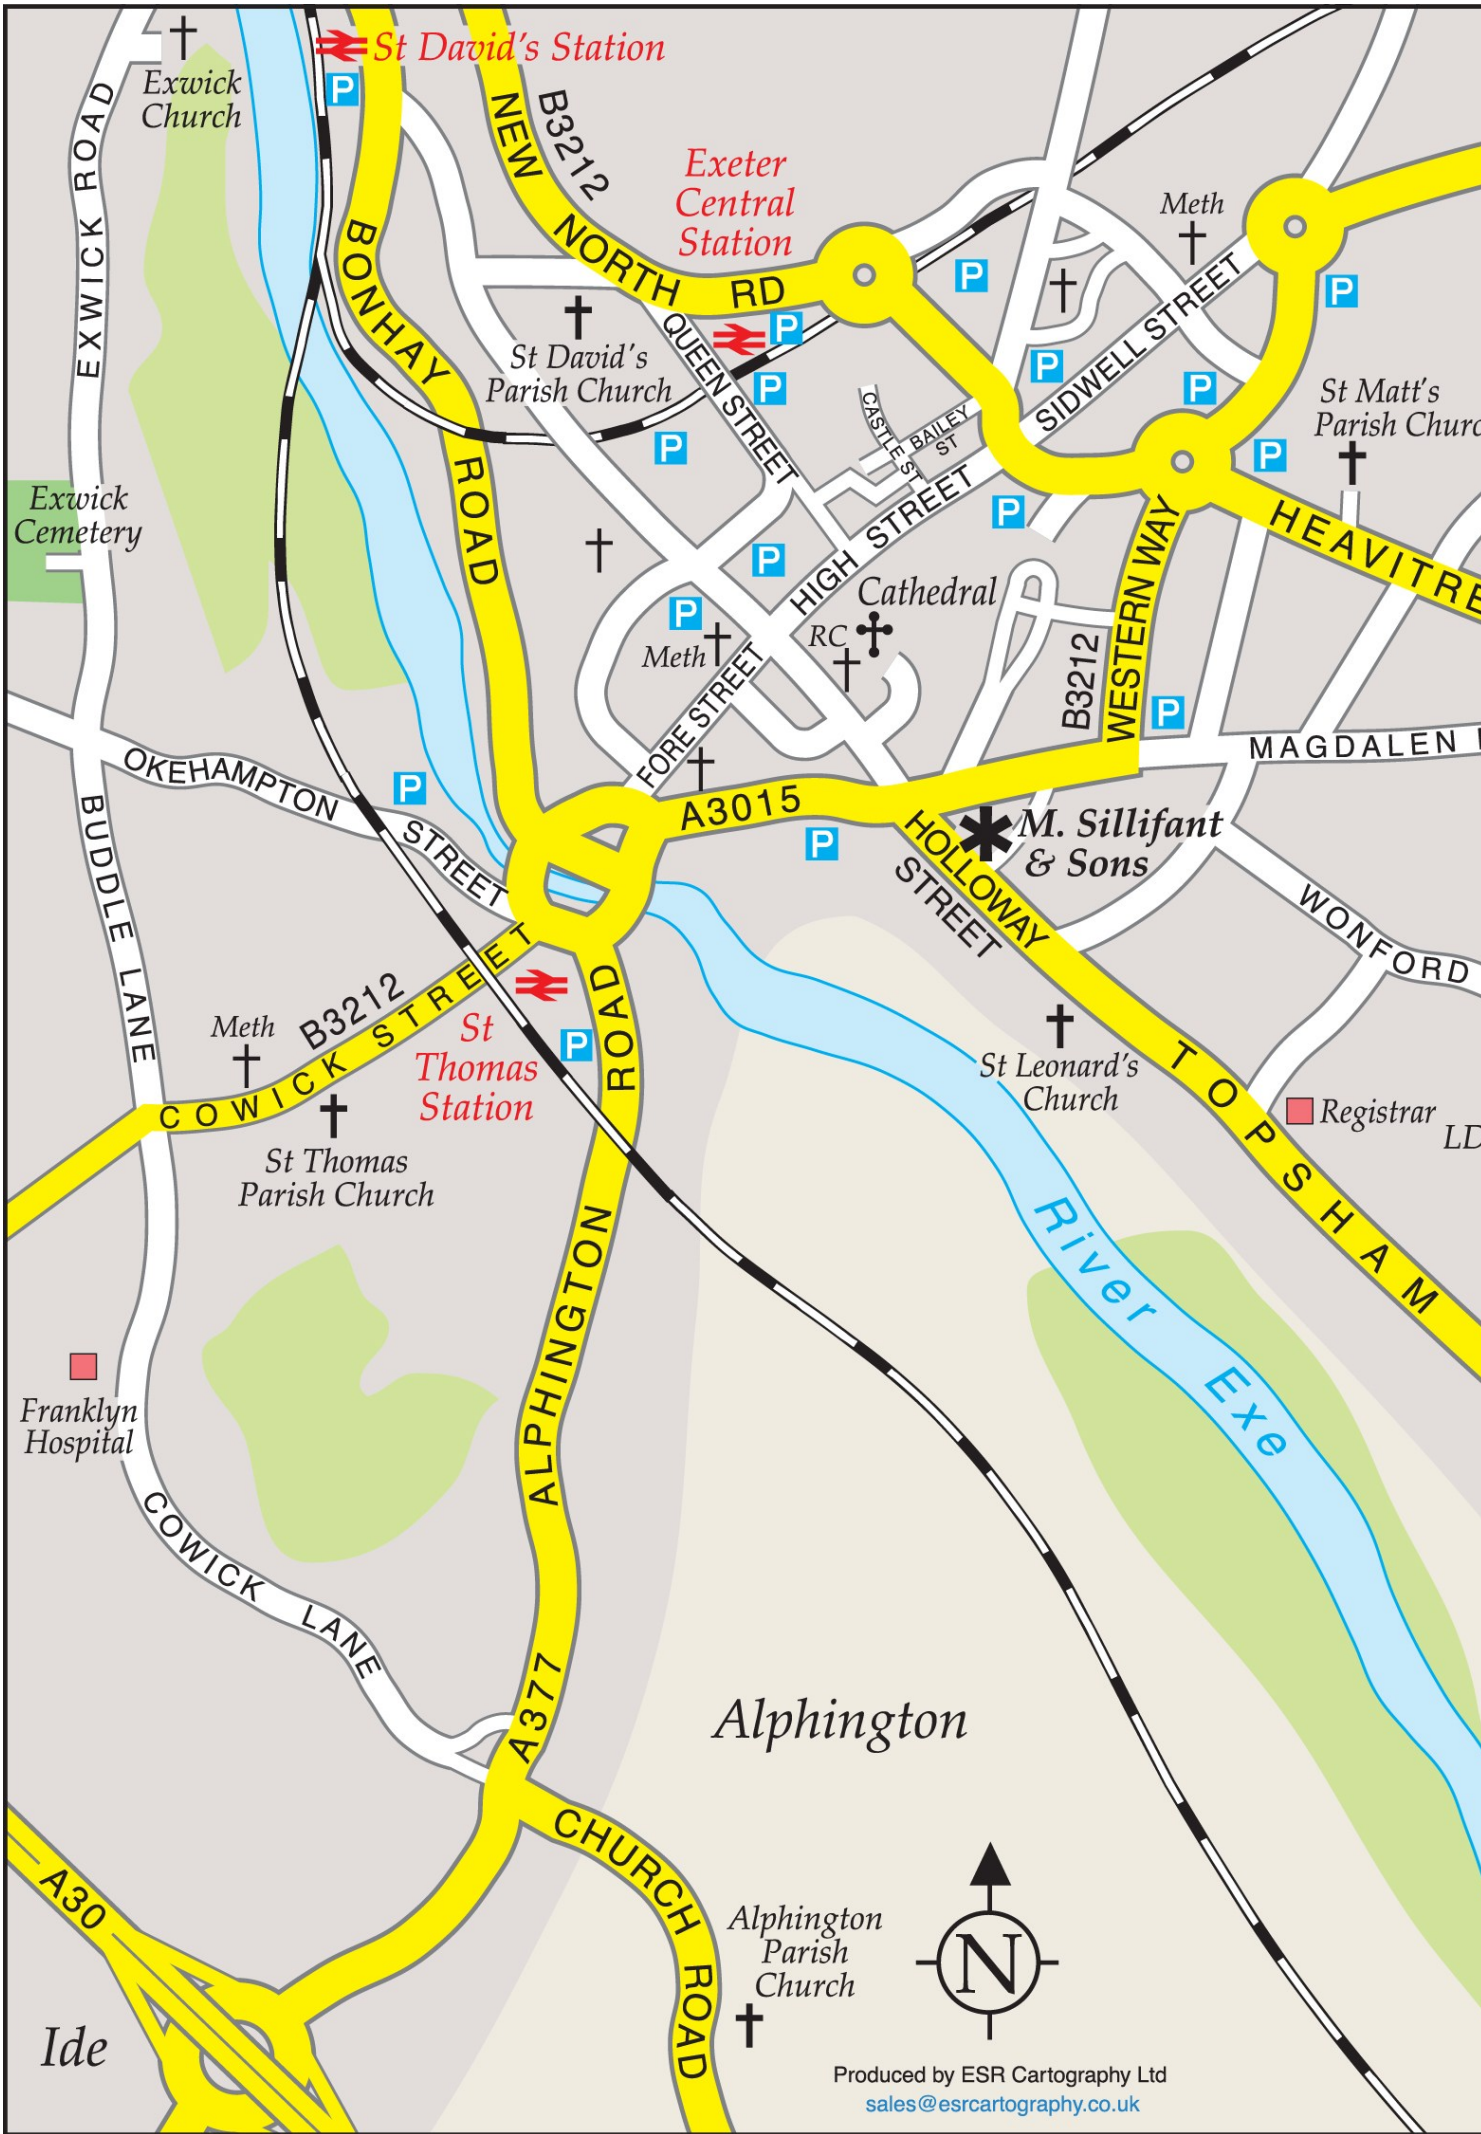 St David's Station
P
Exwick
Church
EXWICK ROAD
NEW
B3212
NORTH
RD
Exeter
Central
Station
Meth
P
P
BONHAY
ROAD
St David's
Parish Church
QUEEN STREET
P
P
P
P
CASTLE ST
BAILEY
ST
SIDWELL STREET
P
St Matt's
Parish Churc
P
P
HEAVITRE
Exwick
Cemetery
HIGH STREET
P
P
Cathedral
RC
Meth
FORE STREET
WESTERN WAY
B3212
P
MAGDALEN
OKEHAMPTON
STREET
P
BUDDLE LANE
A3015
P
HOLLOWAY
STREET
M. Sillifant
& Sons
WONFORD
B3212
COWICK STREET
Meth
St
Thomas
Station
P
ROAD
St Thomas
Parish Church
St Leonard's
Church
TOPSHAM
Registrar
LD
River Exe
ALPHINGTON
Franklyn
Hospital
COWICK LANE
A377
Alphington
CHURCH
ROAD
A30
Ide
Alphington
Parish
Church
N
Produced by ESR Cartography Ltd
sales@esrcartography.co.uk